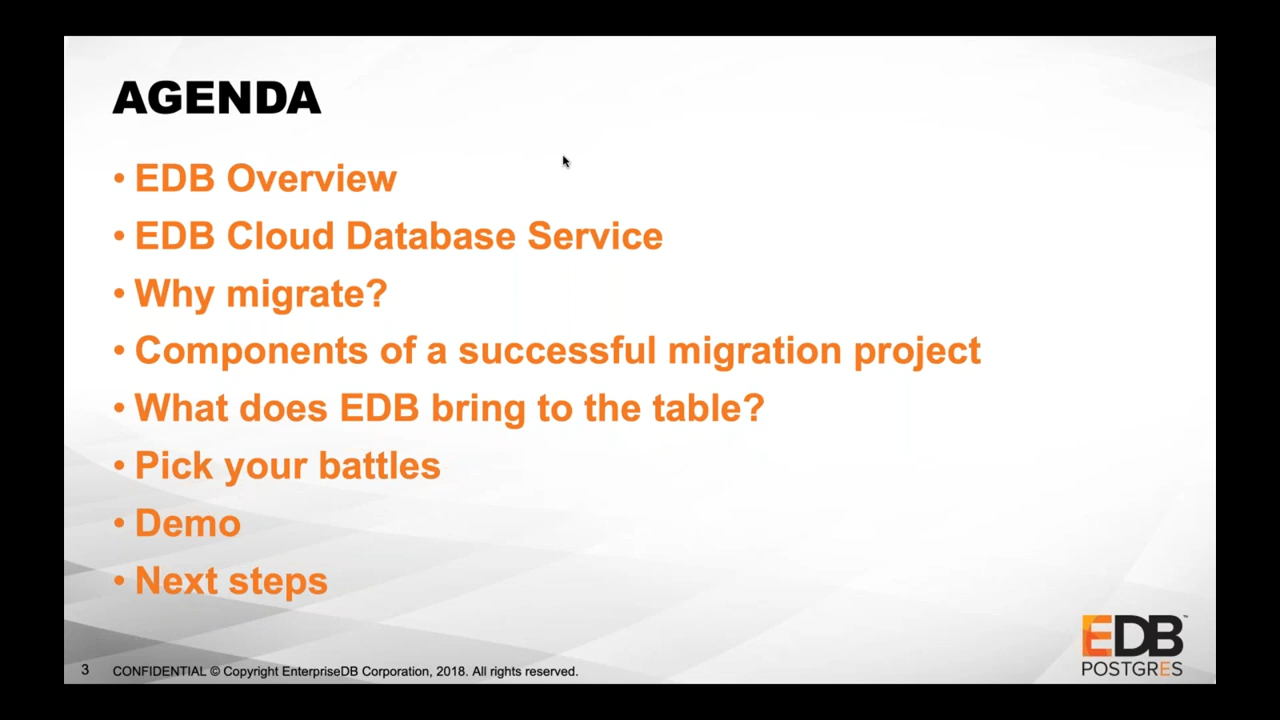 AGENDA
• EDB Overview
• EDB Cloud Database Service
• Why migrate?
• Components of a successful migration project
• What does EDB bring to the table?
• Pick your battles
• Demo
• Next steps
EDB™
POSTGRES
3 CONFIDENTIAL © Copyright EnterpriseDB Corporation, 2018. All rights reserved.